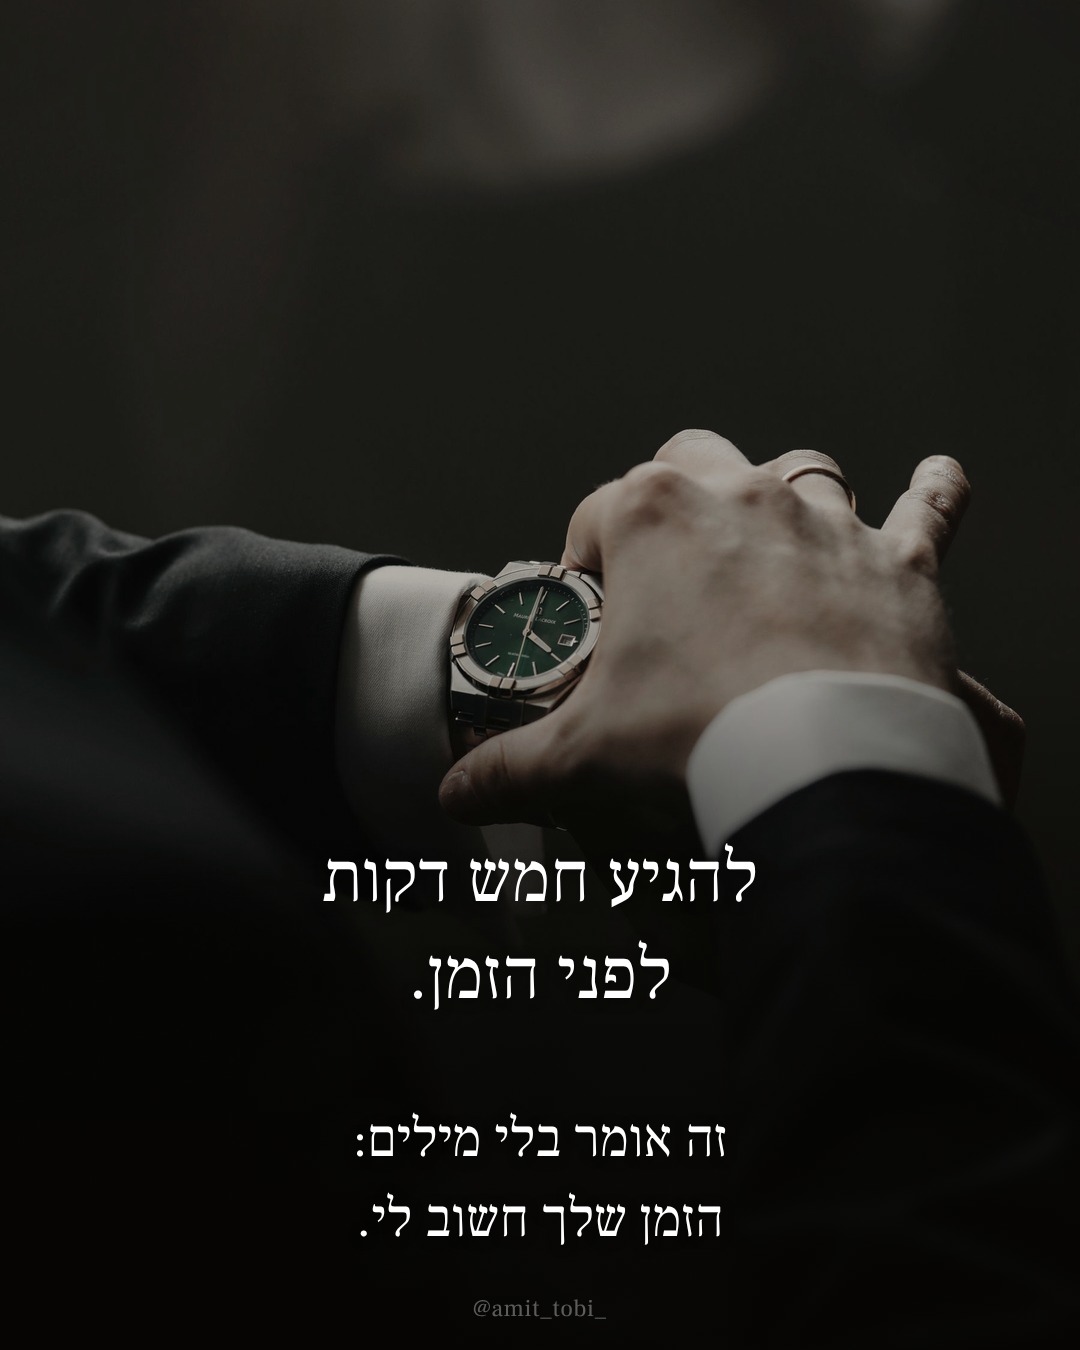 להגיע חמש דקות
לפני הזמן.
זה אומר בלי מילים:
הזמן שלך חשוב לי.
@amit_tobi_